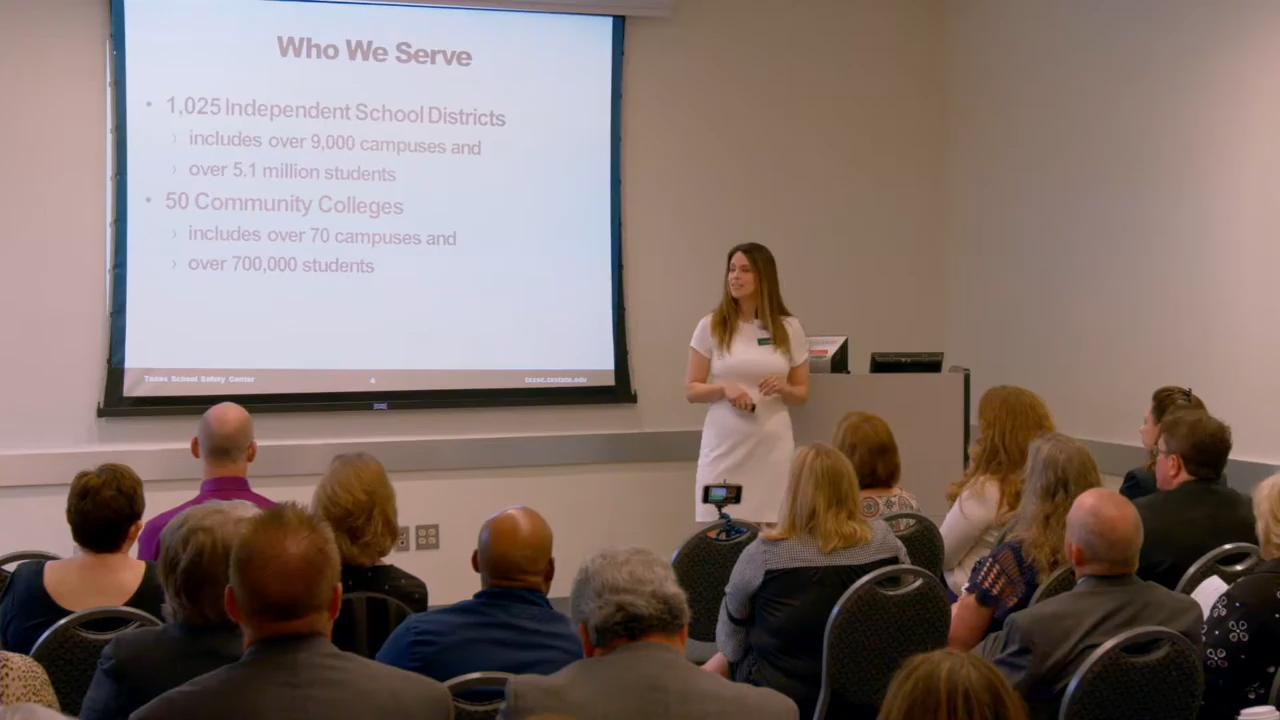 Who We Serve
• 1,025 Independent School Districts
› includes over 9,000 campuses and
› over 5.1 million students
• 50 Community Colleges
› includes over 70 campuses and
› over 700,000 students
Texas School Safety Center 4 txssc.txstate.edu